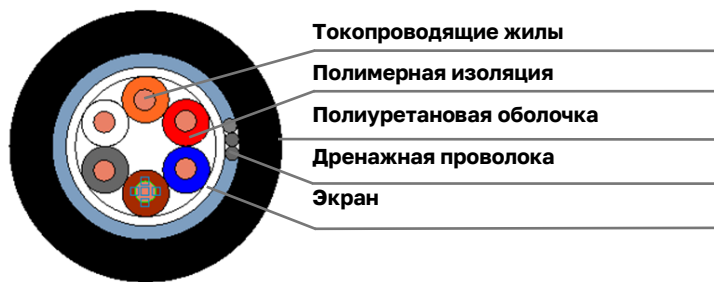 Токопроводящие жилы
Полимерная изоляция
Полиуретановая оболочка
Дренажная проволока
Экран